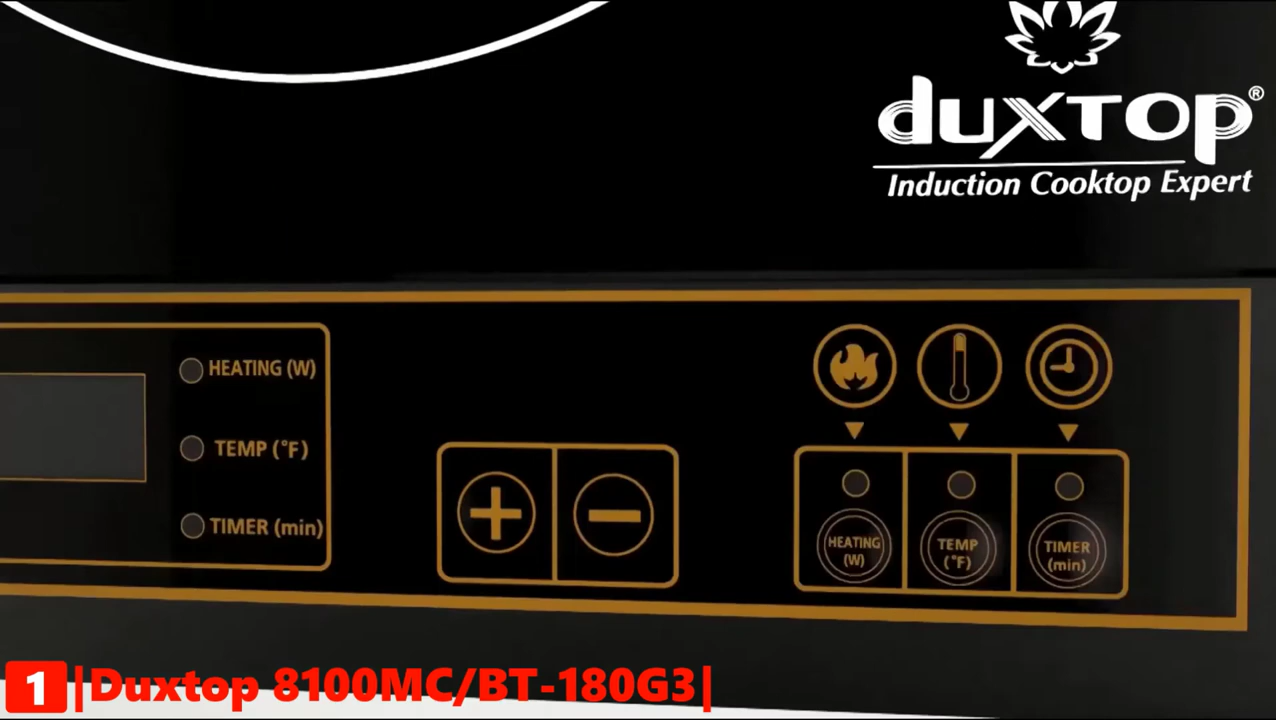 duxtop®
Induction Cooktop Expert
HEATING (W)
TEMP (°F)
TIMER (min)
HEATING
(W)
TEMP
(°F)
TIMER
(min)
1 |Duxtop 8100MC/BT-180G3|